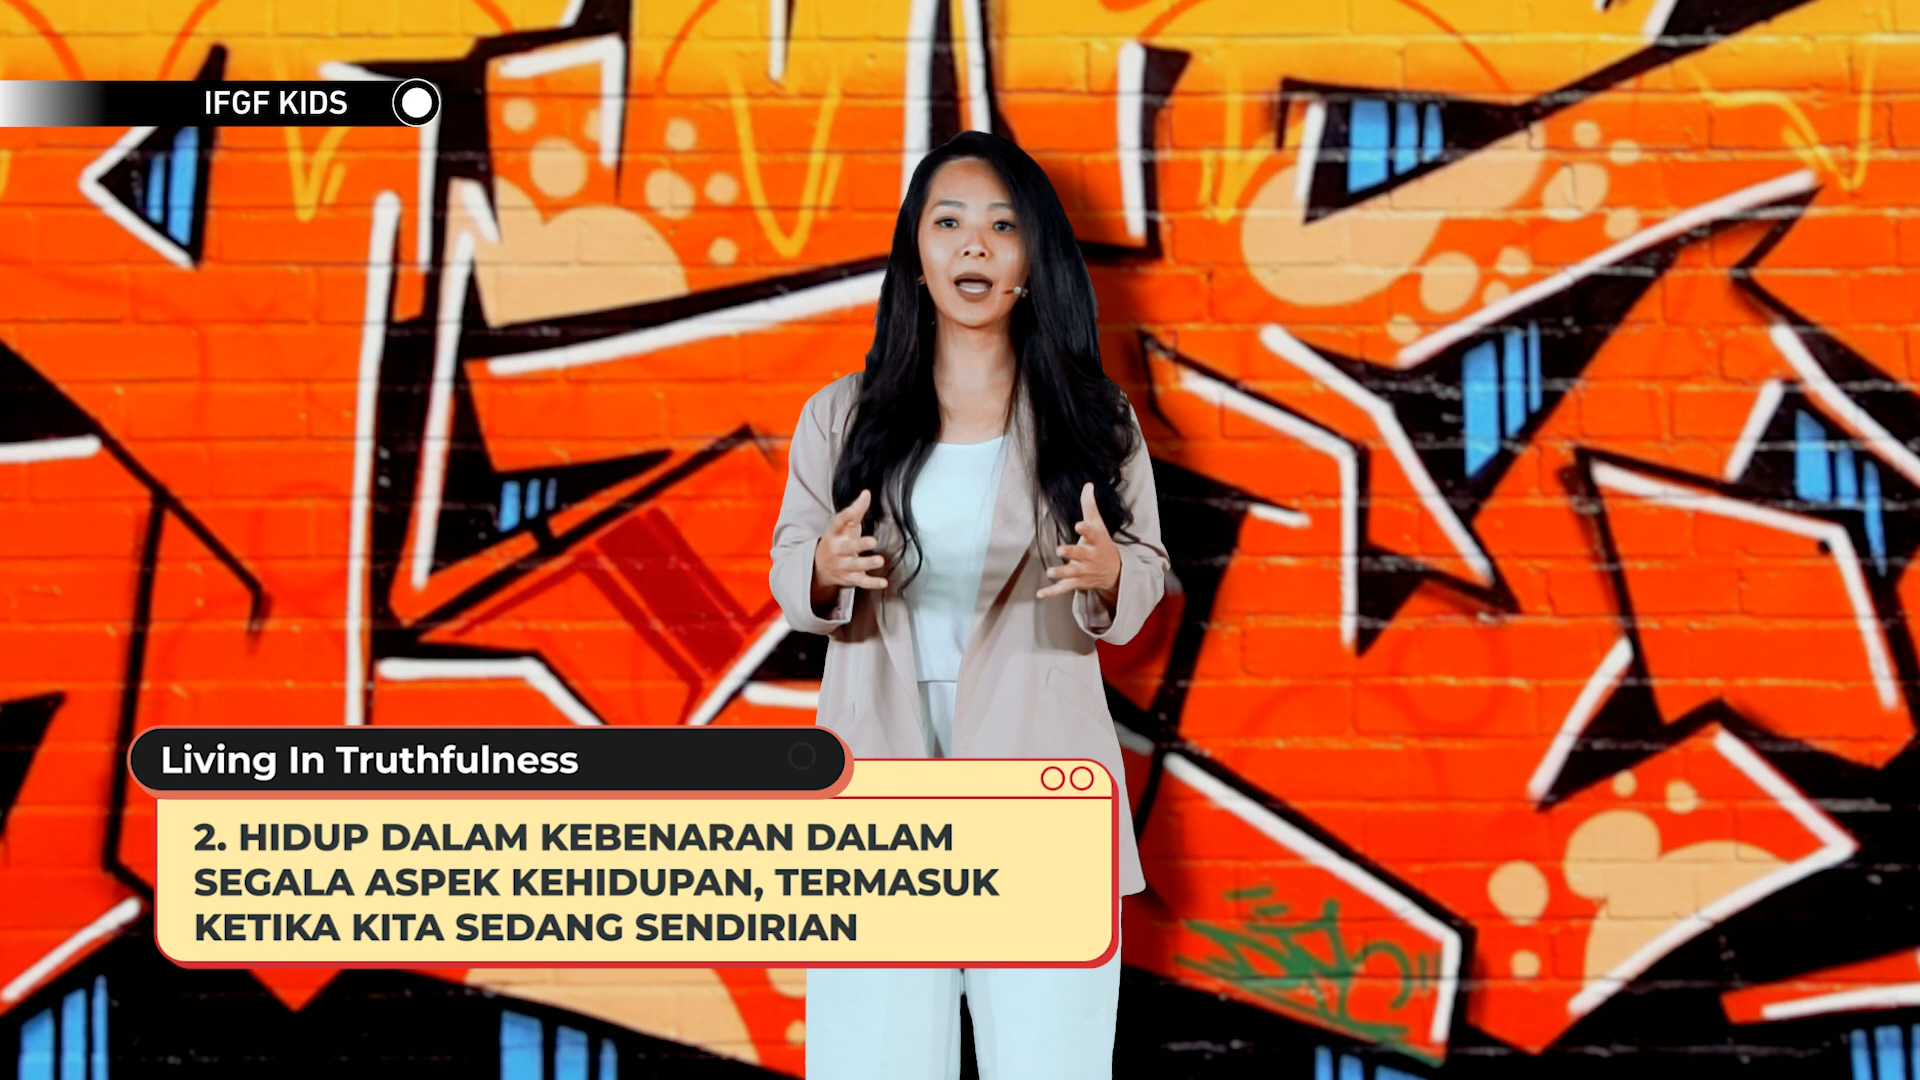 IFGF KIDS
Living In Truthfulness
2. HIDUP DALAM KEBENARAN DALAM
SEGALA ASPEK KEHIDUPAN, TERMASUK
KETIKA KITA SEDANG SENDIRIAN